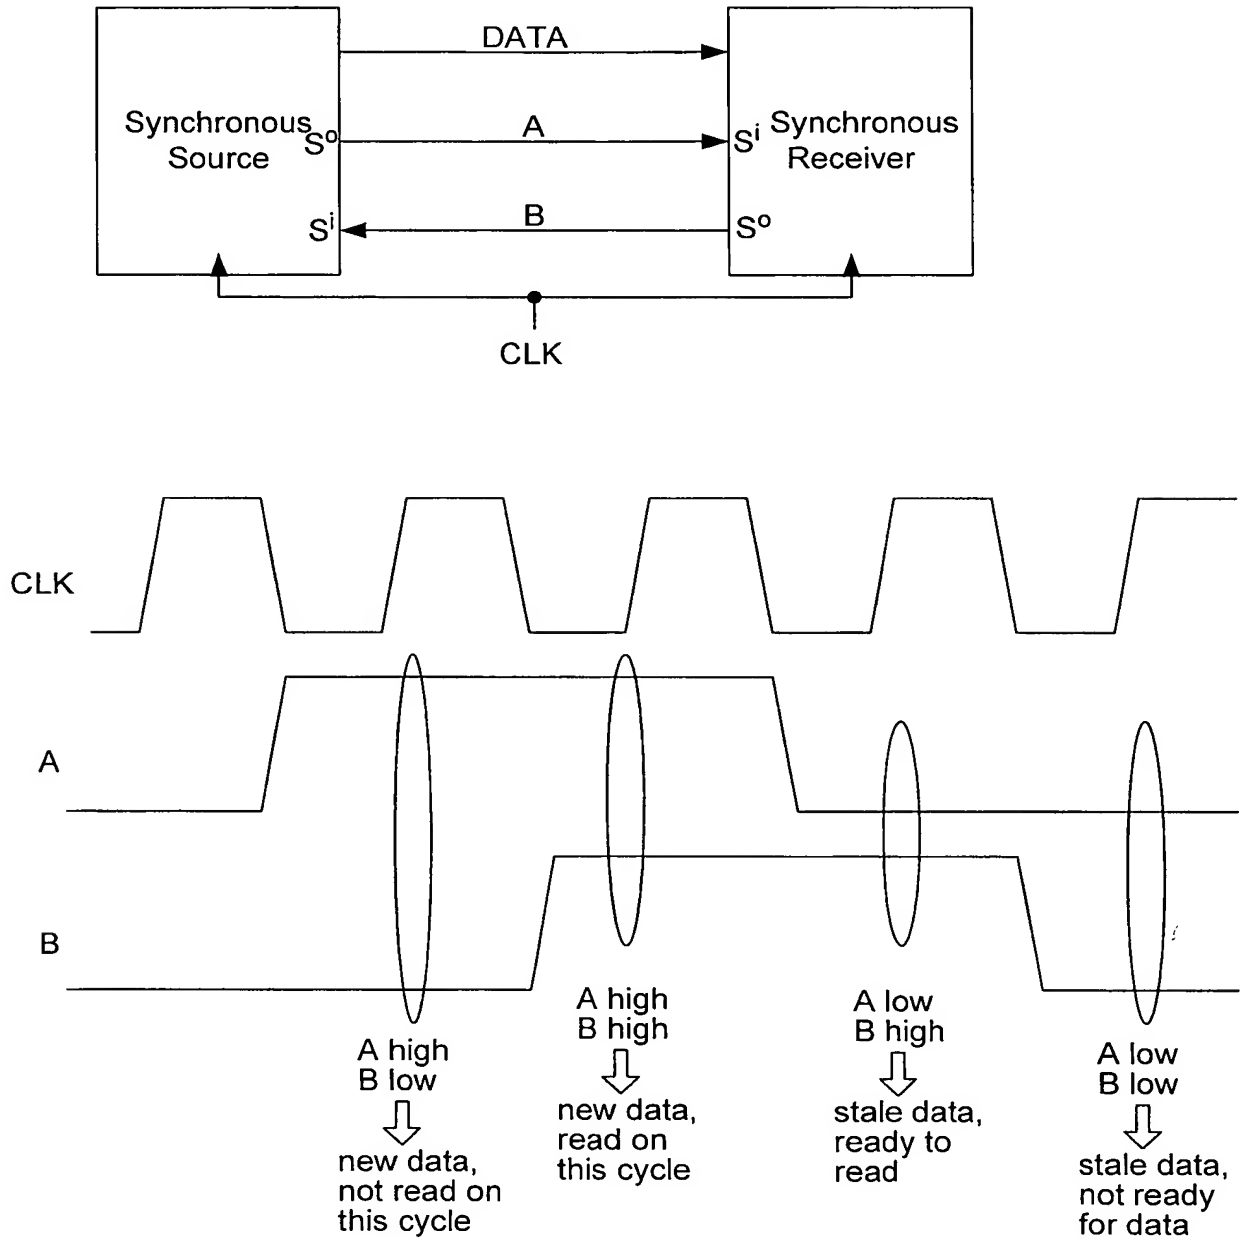 DATA
Synchronous
Source
S^o
A
S^i
Synchronous
Receiver
S^i
B
S^o
CLK
CLK
A
B
A high
B low
new data,
not read on
this cycle
A high
B high
new data,
read on
this cycle
A low
B high
stale data,
ready to
read
A low
B low
stale data,
not ready
for data